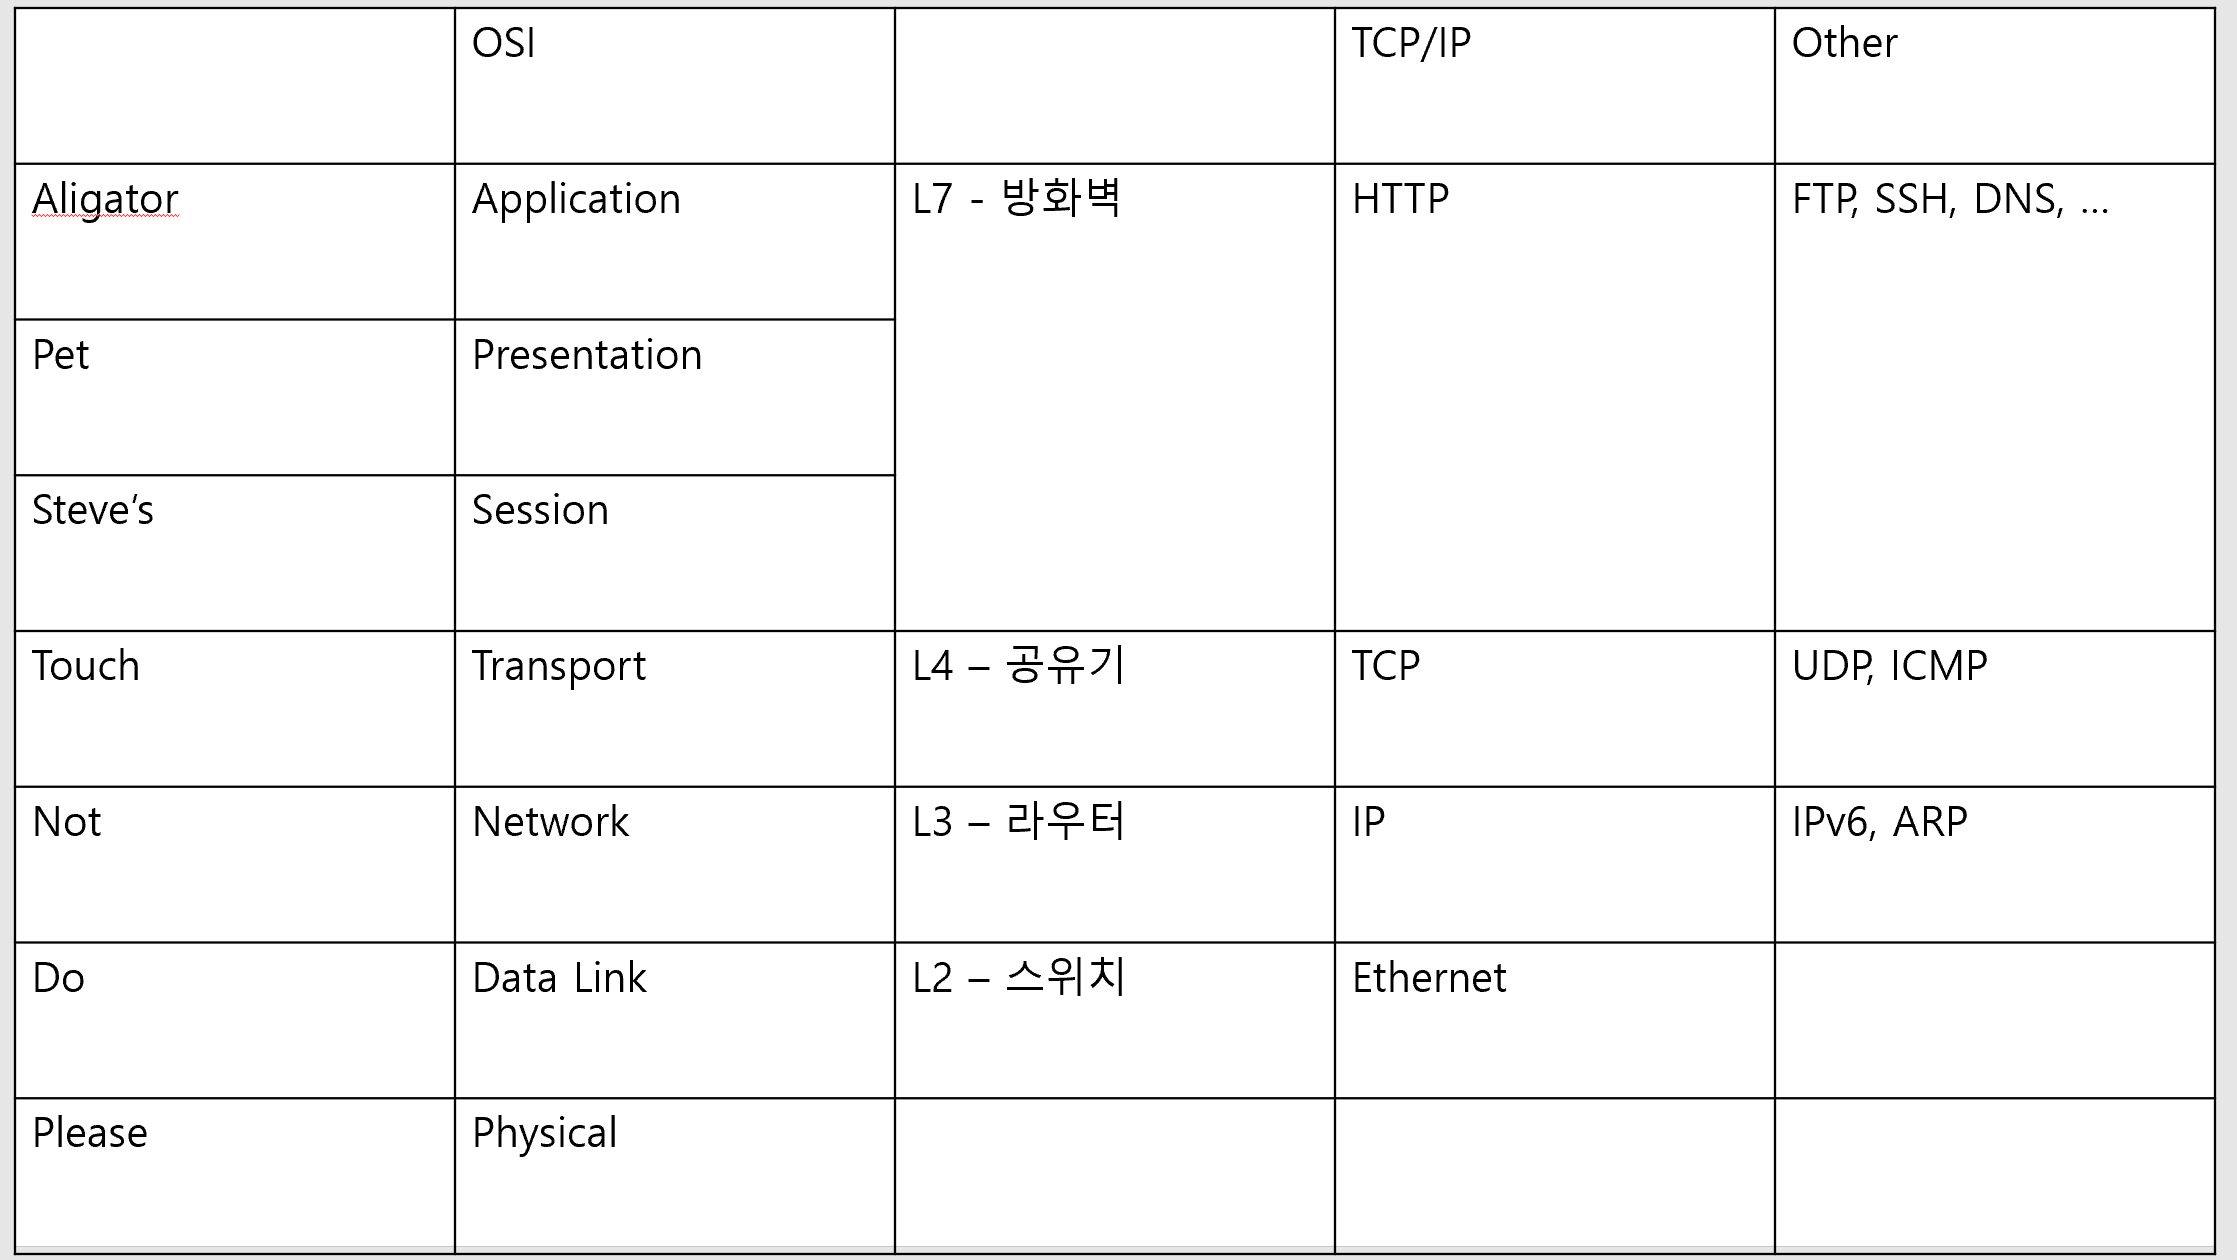 OSI
TCP/IP
Other
Aligator
Application
L7 - 방화벽
HTTP
FTP, SSH, DNS, ...
Pet
Presentation
Steve's
Session
Touch
Transport
L4 – 공유기
TCP
UDP, ICMP
Not
Network
L3 – 라우터
IP
IPv6, ARP
Do
Data Link
L2 – 스위치
Ethernet
Please
Physical